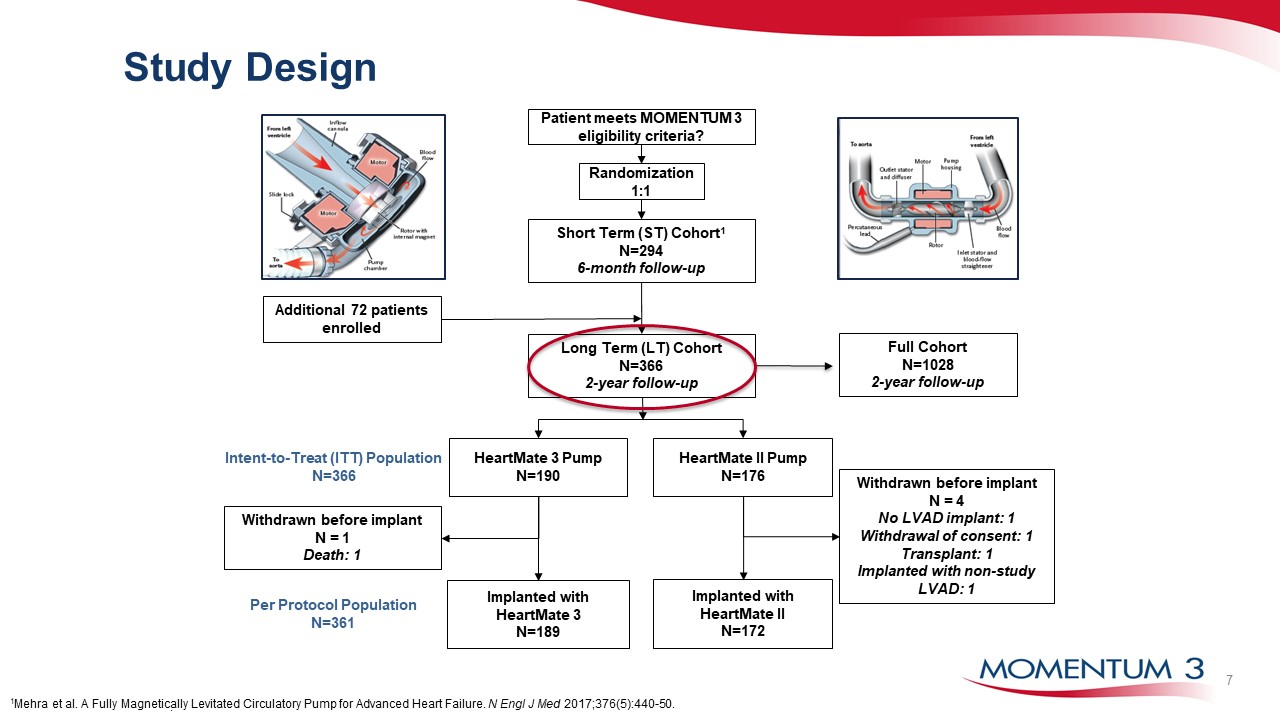 Study Design
Patient meets MOMENTUM 3
eligibility criteria?
Randomization
1:1
Short Term (ST) Cohort1
N=294
6-month follow-up
From left
ventricle
Inflow
cannula
Motor
Blood
flow
Slide lock
Motor
Rotor with
internal magnet
To
aorta
Pump
chamber
To aorta
Outlet stator
and diffuser
Motor
Pump
housing
From left
ventricle
Percutaneous
lead
Rotor
Blood
flow
Inlet stator and
blood-flow
straightener
Additional 72 patients
enrolled
Long Term (LT) Cohort
N=366
2-year follow-up
Full Cohort
N=1028
2-year follow-up
Intent-to-Treat (ITT) Population
N=366
HeartMate 3 Pump
N=190
HeartMate II Pump
N=176
Withdrawn before implant
N = 1
Death: 1
Withdrawn before implant
N = 4
No LVAD implant: 1
Withdrawal of consent: 1
Transplant: 1
Implanted with non-study
LVAD: 1
Per Protocol Population
N=361
Implanted with
HeartMate 3
N=189
Implanted with
HeartMate II
N=172
MOMENTUM 3
7
1Mehra et al. A Fully Magnetically Levitated Circulatory Pump for Advanced Heart Failure. N Engl J Med 2017;376(5):440-50.